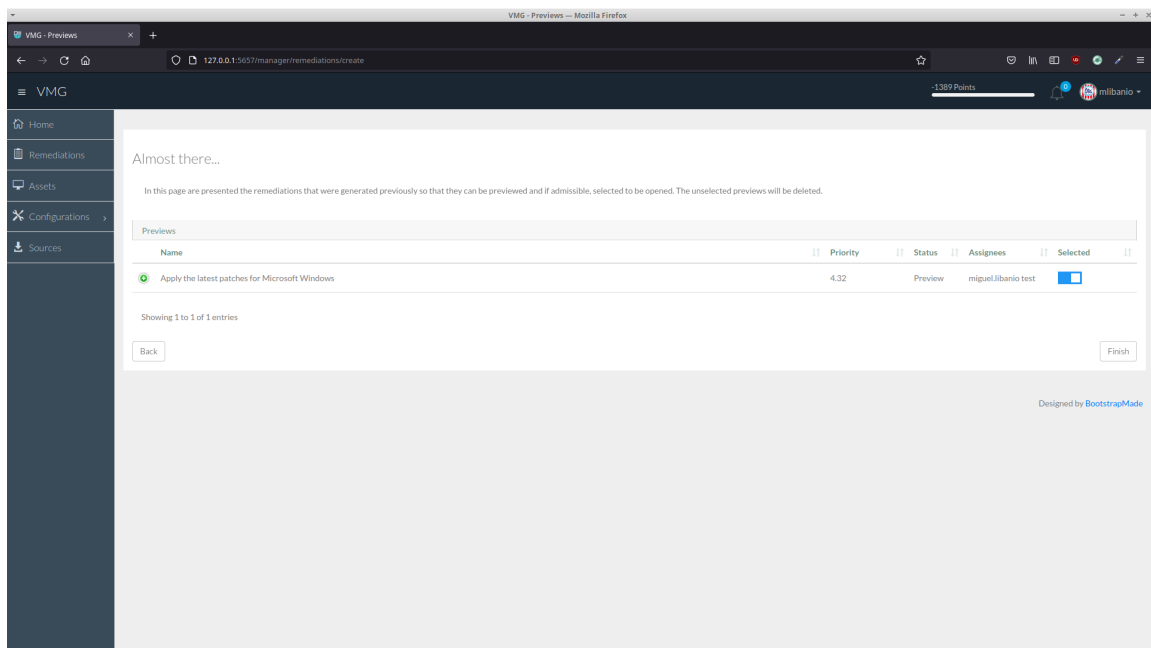 VMG - Previews — Mozilla Firefox
VMG - Previews
127.0.0.1:5657/manager/remediations/create
VMG
-1389 Points
0
mlibanio
Home
Remediations
Assets
Configurations
Sources
Almost there...
In this page are presented the remediations that were generated previously so that they can be previewed and if admissible, selected to be opened. The unselected previews will be deleted.
Previews
Name Priority Status Assignees Selected
Apply the latest patches for Microsoft Windows 4.32 Preview miguel.libanio test
Showing 1 to 1 of 1 entries
Back Finish
Designed by BootstrapMade